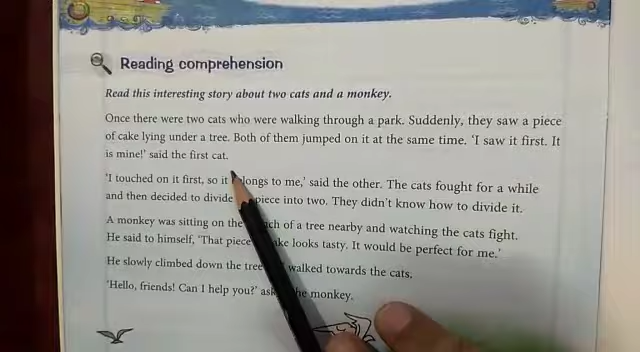 Reading comprehension
Read this interesting story about two cats and a monkey.
Once there were two cats who were walking through a park. Suddenly, they saw a piece
of cake lying under a tree. Both of them jumped on it at the same time. ‘I saw it first. It
is mine!’ said the first cat.
‘I touched on it first, so it belongs to me,’ said the other. The cats fought for a while
and then decided to divide piece into two. They didn’t know how to divide it.
A monkey was sitting on the of a tree nearby and watching the cats fight.
He said to himself, ‘That piece looks tasty. It would be perfect for me.’
He slowly climbed down the tree walked towards the cats.
‘Hello, friends! Can I help you?’ monkey.